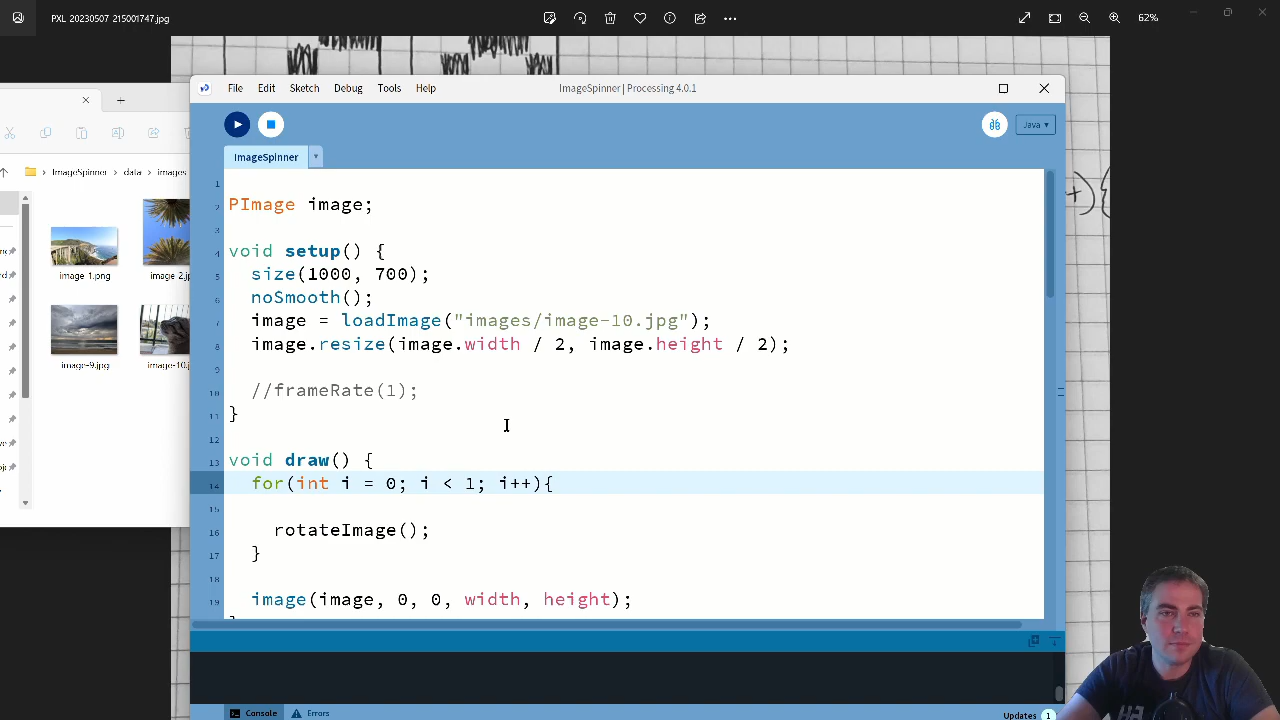 PXL 20230507 215001747.jpg
62%
File Edit Sketch Debug Tools Help
ImageSpinner | Processing 4.0.1
Java ▾
ImageSpinner
ImageSpinner > data > images
image-1.png
image-2.jp
image-9.jpg
image-10.j
1
2 PImage image;
3
4 void setup() {
5 size(1000, 700);
6 noSmooth();
7 image = loadImage("images/image-10.jpg");
8 image.resize(image.width / 2, image.height / 2);
9
10 //frameRate(1);
11 }
12
13 void draw() {
14 for(int i = 0; i < 1; i++){
15
16 rotateImage();
17 }
18
19 image(image, 0, 0, width, height);
+){
Console
Errors
Updates 1